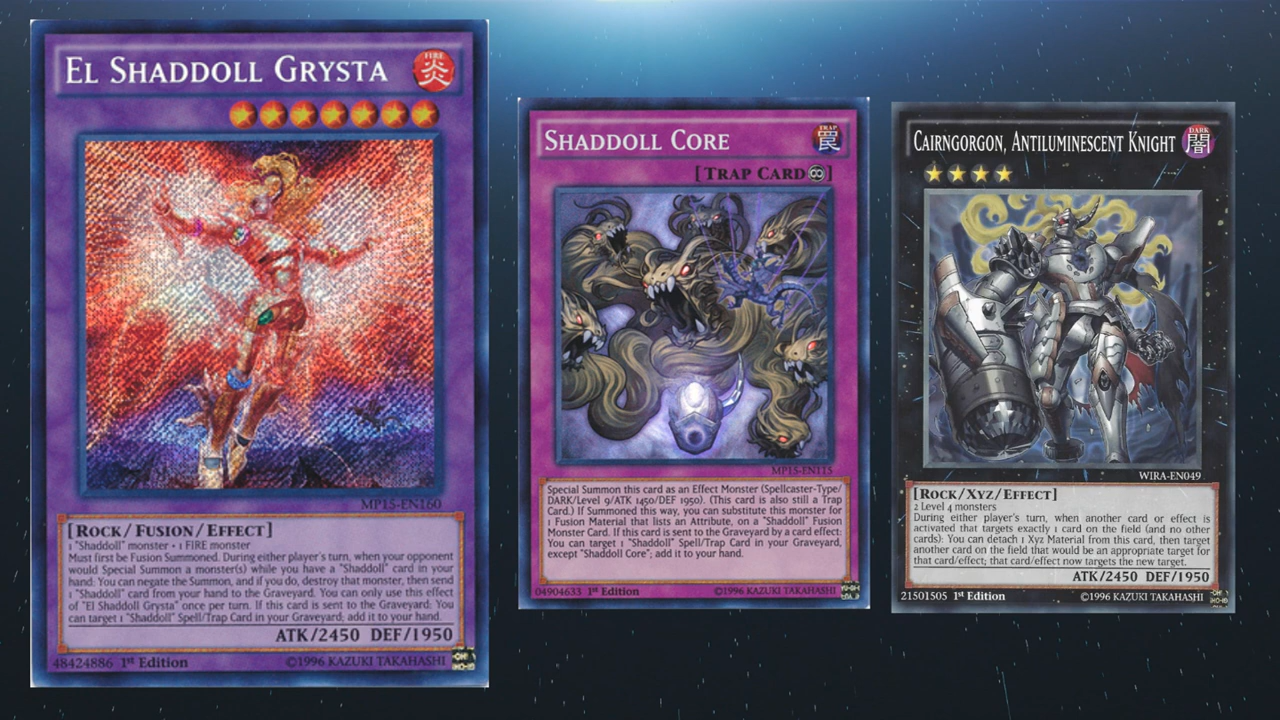 EL SHADDOLL GRYSTA
FIRE
炎
MP15-EN160
[ROCK/FUSION/EFFECT]
1 "Shaddoll" monster + 1 FIRE monster
Must first be Fusion Summoned. During either player's turn, when your opponent
would Special Summon a monster(s) while you have a "Shaddoll" card in your
hand: You can negate the Summon, and if you do, destroy that monster, then send
1 "Shaddoll" card from your hand to the Graveyard. You can only use this effect
of "El Shaddoll Grysta" once per turn. If this card is sent to the Graveyard: You
can target 1 "Shaddoll" Spell/Trap Card in your Graveyard; add it to your hand.
ATK/2450 DEF/1950
48424886 1st Edition ©1996 KAZUKI TAKAHASHI
SHADDOLL CORE
TRAP
罠
[TRAP CARD]
MP15-EN115
Special Summon this card as an Effect Monster (Spellcaster-Type/
DARK/Level 9/ATK 1450/DEF 1950). (This card is also still a Trap
Card.) If Summoned this way, you can substitute this monster for
1 Fusion Material that lists an Attribute, on a "Shaddoll" Fusion
Monster Card. If this card is sent to the Graveyard by a card effect:
You can target 1 "Shaddoll" Spell/Trap Card in your Graveyard,
except "Shaddoll Core"; add it to your hand.
04904633 1st Edition ©1996 KAZUKI TAKAHASHI
CAIRNGORGON, ANTILUMINESCENT KNIGHT
DARK
闇
WIRA-EN049
[ROCK/XYZ/EFFECT]
2 Level 4 monsters
During either player's turn, when another card or effect is
activated that targets exactly 1 card on the field (and no other
cards): You can detach 1 Xyz Material from this card, then target
another card on the field that would be an appropriate target for
that card/effect; that card/effect now targets the new target.
ATK/2450 DEF/1950
21501505 1st Edition ©1996 KAZUKI TAKAHASHI